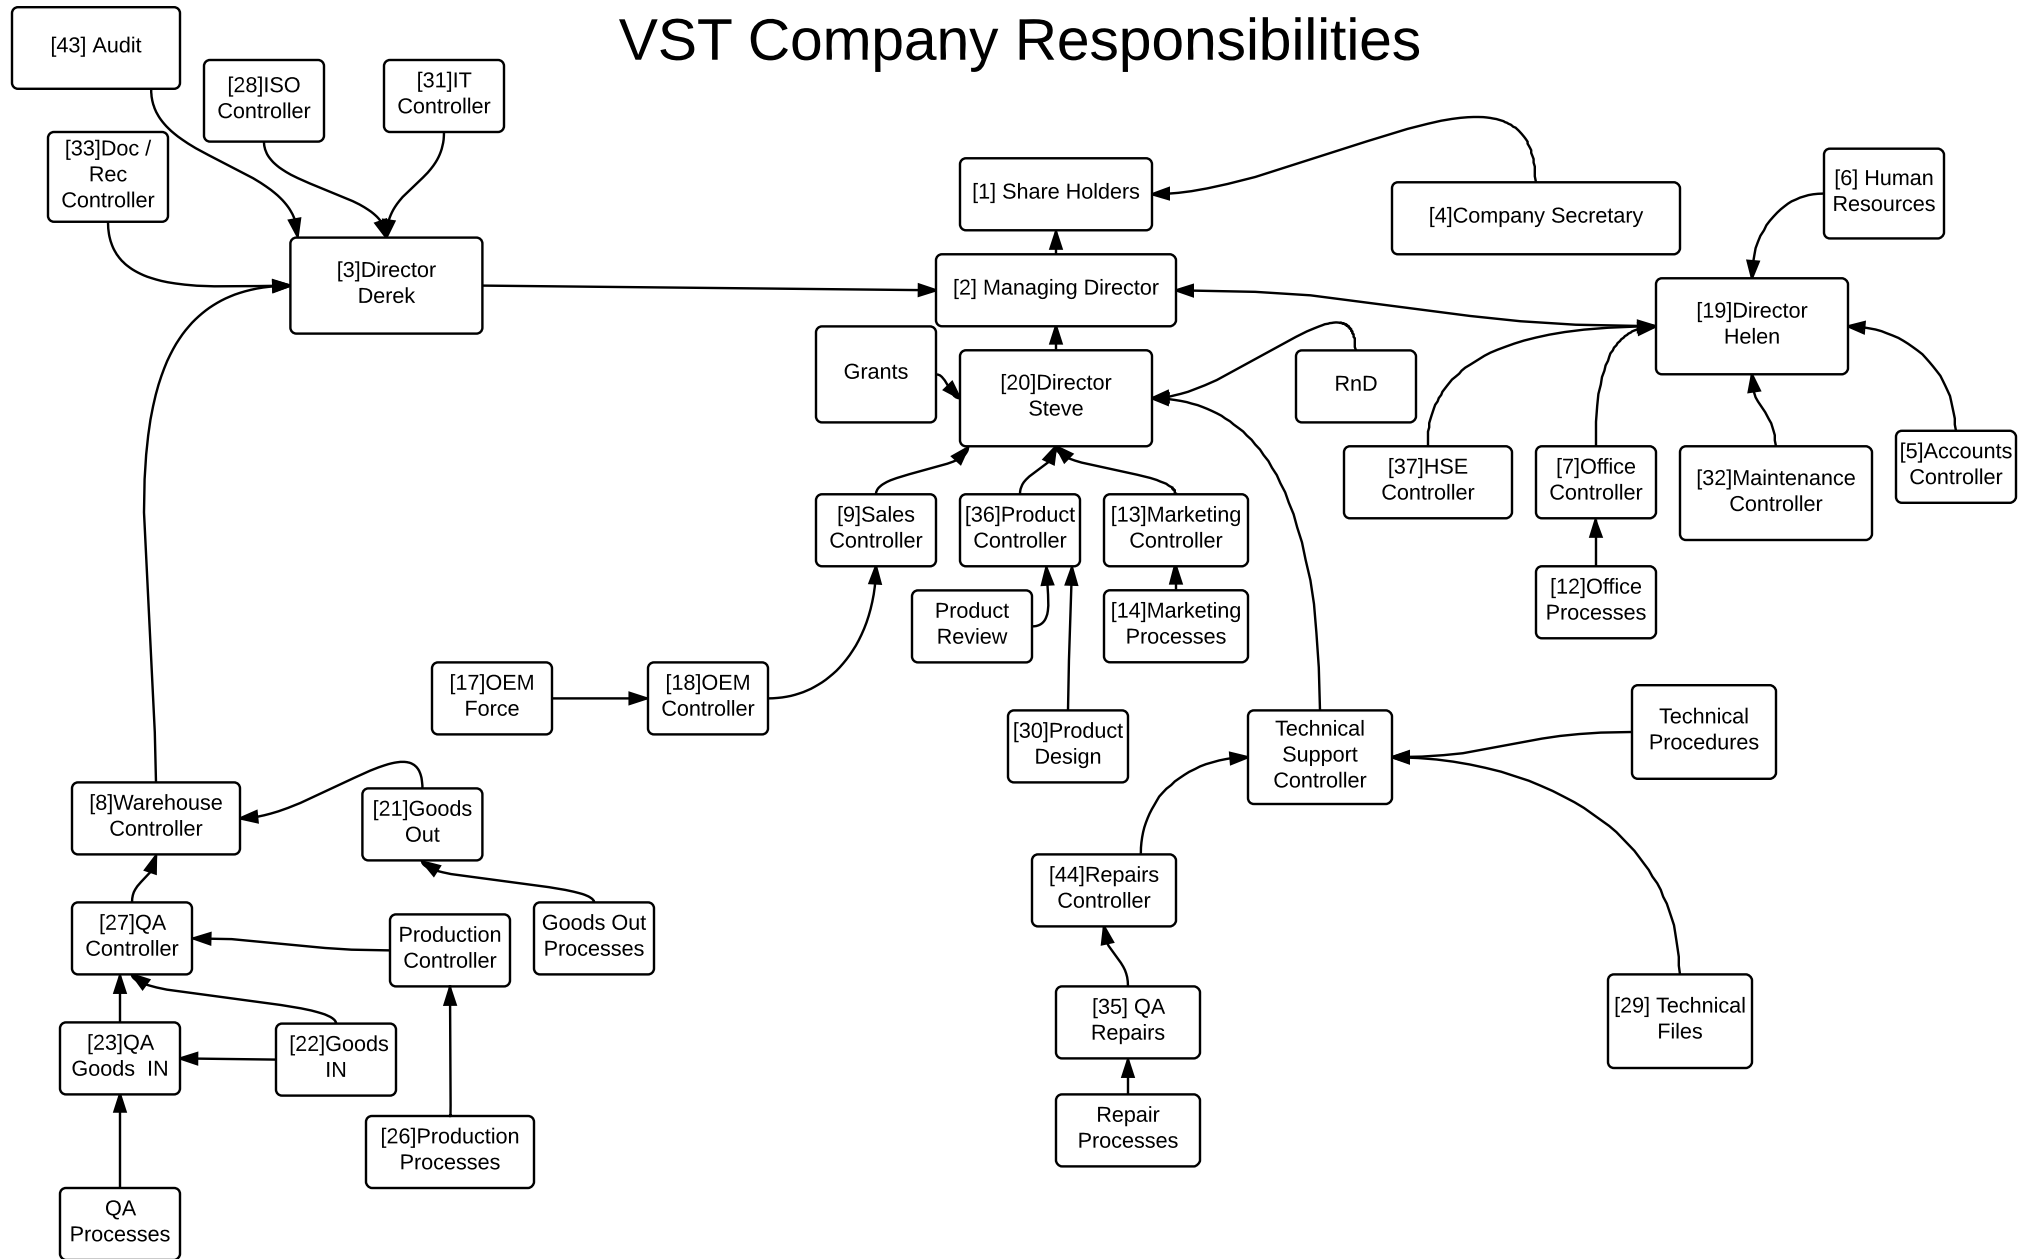 VST Company Responsibilities
[43] Audit
[28]ISO
Controller
[31]IT
Controller
[33]Doc /
Rec
Controller
[3]Director
Derek
[1] Share Holders
[4]Company Secretary
[6] Human
Resources
[2] Managing Director
[19]Director
Helen
Grants
[20]Director
Steve
RnD
[37]HSE
Controller
[7]Office
Controller
[32]Maintenance
Controller
[5]Accounts
Controller
[9]Sales
Controller
[36]Product
Controller
[13]Marketing
Controller
[12]Office
Processes
Product
Review
[14]Marketing
Processes
[17]OEM
Force
[18]OEM
Controller
[30]Product
Design
Technical
Support
Controller
Technical
Procedures
[8]Warehouse
Controller
[21]Goods
Out
[44]Repairs
Controller
[27]QA
Controller
Production
Controller
Goods Out
Processes
[35] QA
Repairs
[29] Technical
Files
[23]QA
Goods  IN
[22]Goods
IN
Repair
Processes
[26]Production
Processes
QA
Processes